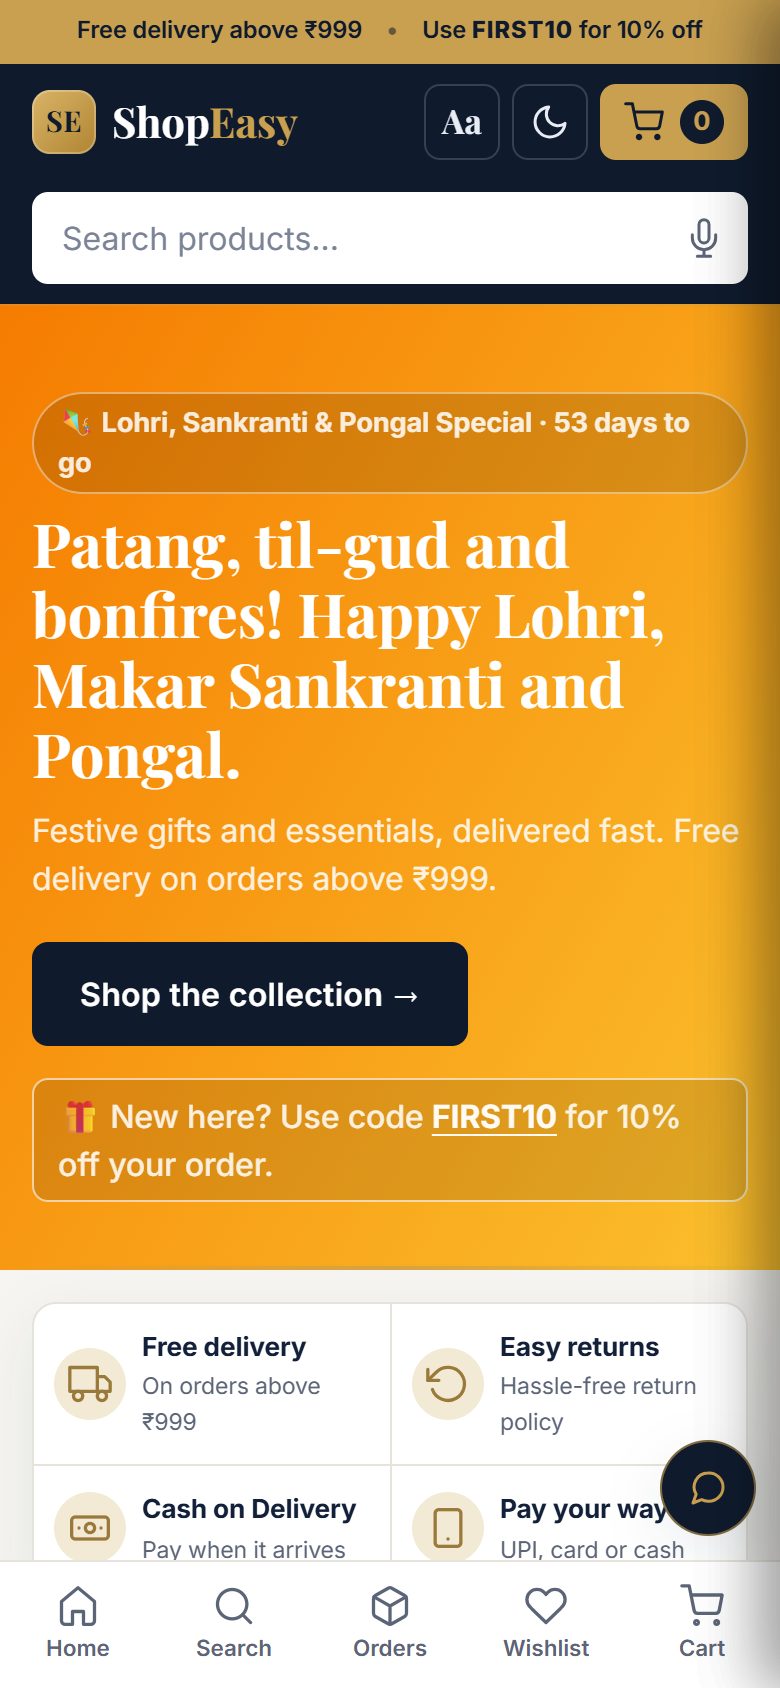 Free delivery above ₹999 • Use FIRST10 for 10% off
SE ShopEasy Aa 0
Search products...
🪁 Lohri, Sankranti & Pongal Special · 53 days to
go
Patang, til-gud and
bonfires! Happy Lohri,
Makar Sankranti and
Pongal.
Festive gifts and essentials, delivered fast. Free
delivery on orders above ₹999.
Shop the collection →
🎁 New here? Use code FIRST10 for 10%
off your order.
Free delivery
On orders above
₹999
Easy returns
Hassle-free return
policy
Cash on Delivery
Pay when it arrives
Pay your way
UPI, card or cash
Home Search Orders Wishlist Cart